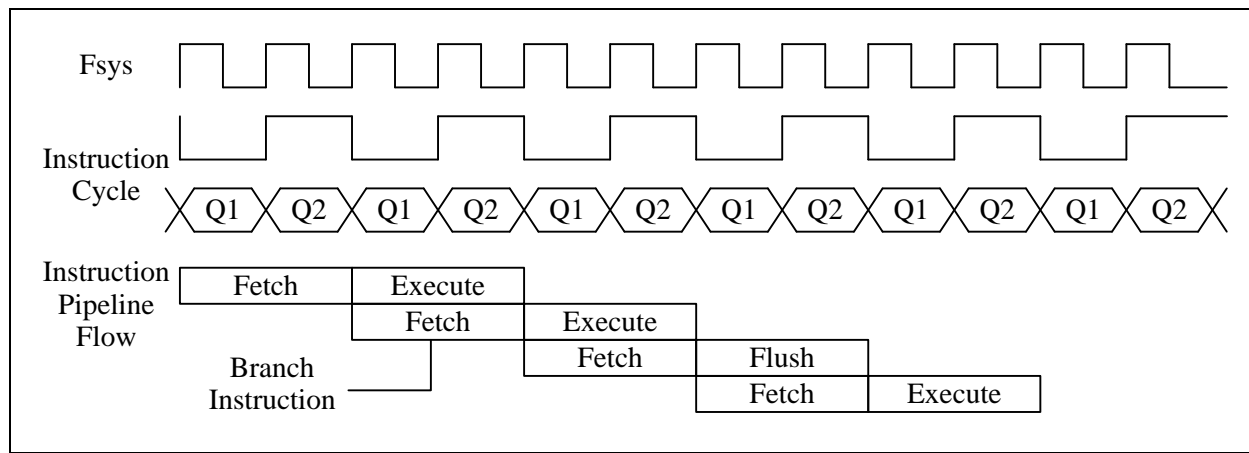 Fsys
Instruction
Cycle
Q1 Q2 Q1 Q2 Q1 Q2 Q1 Q2 Q1 Q2 Q1 Q2
Instruction
Pipeline
Flow
Fetch Execute
Fetch Execute
Fetch Flush
Fetch Execute
Branch
Instruction